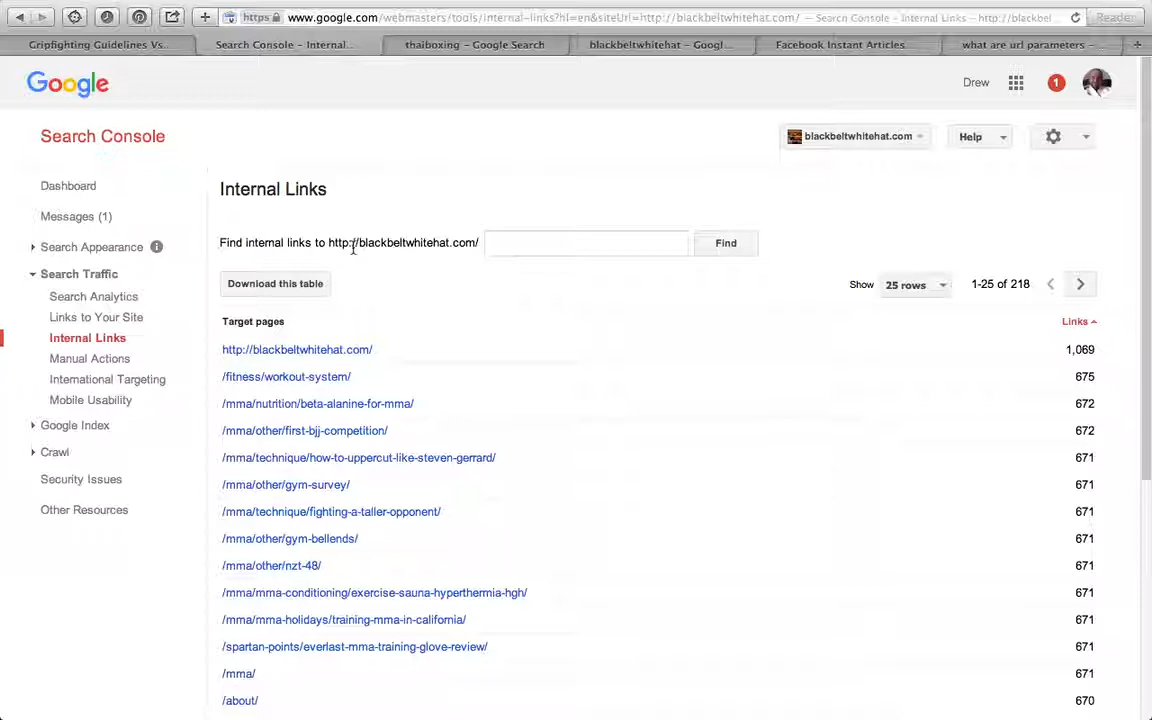 https www.google.com/webmasters/tools/internal-links?hl=en&siteUrl=http://blackbeltwhitehat.com/ — Search Console – Internal Links – http://blackbel... Reader
Gripfighting Guidelines Vs... Search Console – Internal... thaiboxing – Google Search blackbeltwhitehat – Googl... Facebook Instant Articles... what are url parameters – ... +
Google Drew 1
Search Console blackbeltwhitehat.com Help
Dashboard
Messages (1)
Search Appearance i
Search Traffic
Search Analytics
Links to Your Site
Internal Links
Manual Actions
International Targeting
Mobile Usability
Google Index
Crawl
Security Issues
Other Resources
Internal Links
Find internal links to http://blackbeltwhitehat.com/ Find
Download this table Show 25 rows 1-25 of 218
Target pages Links
http://blackbeltwhitehat.com/ 1,069
/fitness/workout-system/ 675
/mma/nutrition/beta-alanine-for-mma/ 672
/mma/other/first-bjj-competition/ 672
/mma/technique/how-to-uppercut-like-steven-gerrard/ 671
/mma/other/gym-survey/ 671
/mma/technique/fighting-a-taller-opponent/ 671
/mma/other/gym-bellends/ 671
/mma/other/nzt-48/ 671
/mma/mma-conditioning/exercise-sauna-hyperthermia-hgh/ 671
/mma/mma-holidays/training-mma-in-california/ 671
/spartan-points/everlast-mma-training-glove-review/ 671
/mma/ 671
/about/ 670